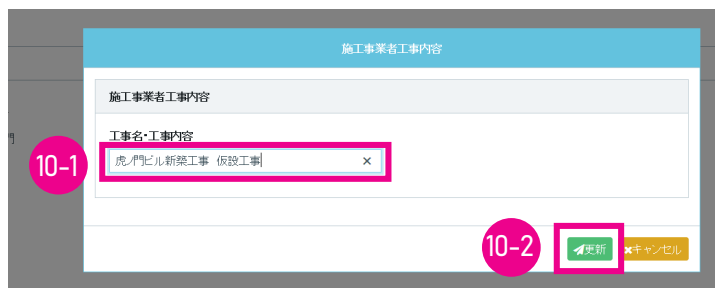 施工事業者工事内容
施工事業者工事内容
門
工事名・工事内容
虎ノ門ビル新築工事 仮設工事 ×
10-1
10-2
更新 ×キャンセル